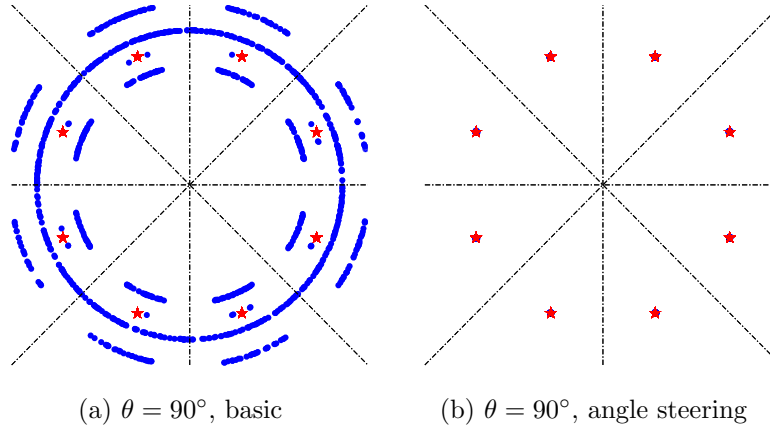 (a) θ = 90°, basic
(b) θ = 90°, angle steering